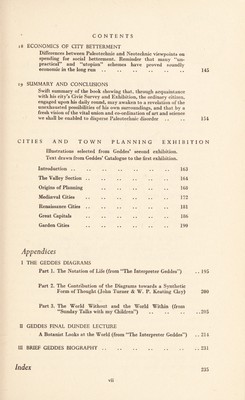 CONTENTS
18 ECONOMICS OF CITY BETTERMENT
Differences between Paleotechnic and Neotechnic viewpoints on
spending for social betterment. Reminder that many "un-
practical" and "utopian" schemes have proved soundly
economic in the long run .. .. .. .. .. 145
19 SUMMARY AND CONCLUSIONS
Swift summary of the book showing that, through acquaintance
with his city's Civic Survey and Exhibition, the ordinary citizen,
engaged upon his daily round, may awaken to a revelation of the
unexhausted possibilities of his own surroundings, and that by a
fresh vision of the vital union and co-ordination of art and science
we shall be enabled to disperse Paleotechnic disorder .. .. 154
CITIES AND TOWN PLANNING EXHIBITION
Illustrations selected from Geddes' second exhibition.
Text drawn from Geddes' Catalogue to the first exhibition.
Introduction .. .. .. .. .. .. 163
The Valley Section .. .. .. .. .. .. 164
Origins of Planning .. .. .. .. .. 168
Mediæval Cities .. .. .. .. .. .. 172
Renaissance Cities .. .. .. .. .. .. 181
Great Capitals .. .. .. .. .. .. 186
Garden Cities .. .. .. .. .. .. 190
Appendices
I THE GEDDES DIAGRAMS
Part 1. The Notation of Life (from "The Interpreter Geddes") .. 195
Part 2. The Contribution of the Diagrams towards a Synthetic
Form of Thought (John Turner & W. P. Keating Clay) 200
Part 3. The World Without and the World Within (from
"Sunday Talks with my Children") .. .. .. 205
II GEDDES FINAL DUNDEE LECTURE
A Botanist Looks at the World (from "The Interpreter Geddes") .. 214
III BRIEF GEDDES BIOGRAPHY .. .. .. .. .. 231
Index 235
vii